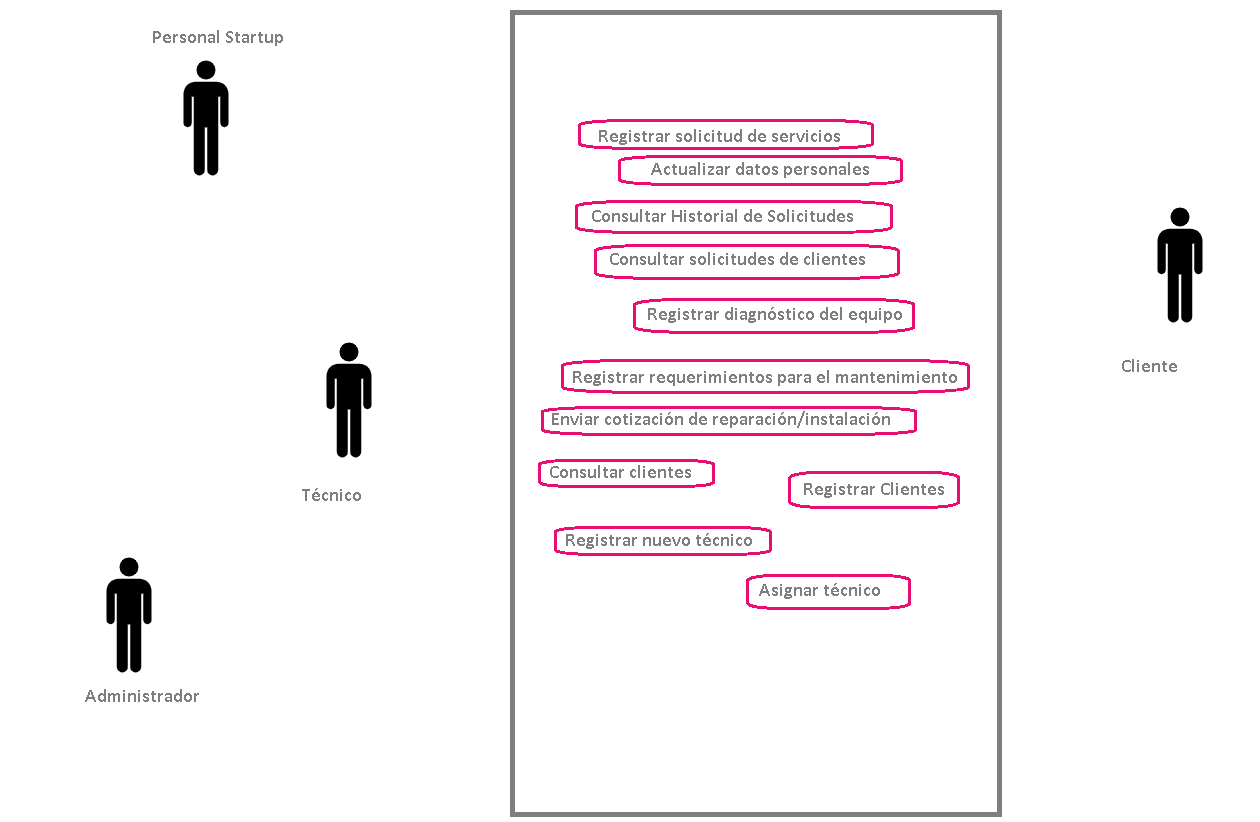 Personal Startup
Registrar solicitud de servicios
Actualizar datos personales
Consultar Historial de Solicitudes
Consultar solicitudes de clientes
Registrar diagnóstico del equipo
Cliente
Registrar requerimientos para el mantenimiento
Enviar cotización de reparación/instalación
Consultar clientes
Registrar Clientes
Técnico
Registrar nuevo técnico
Asignar técnico
Administrador